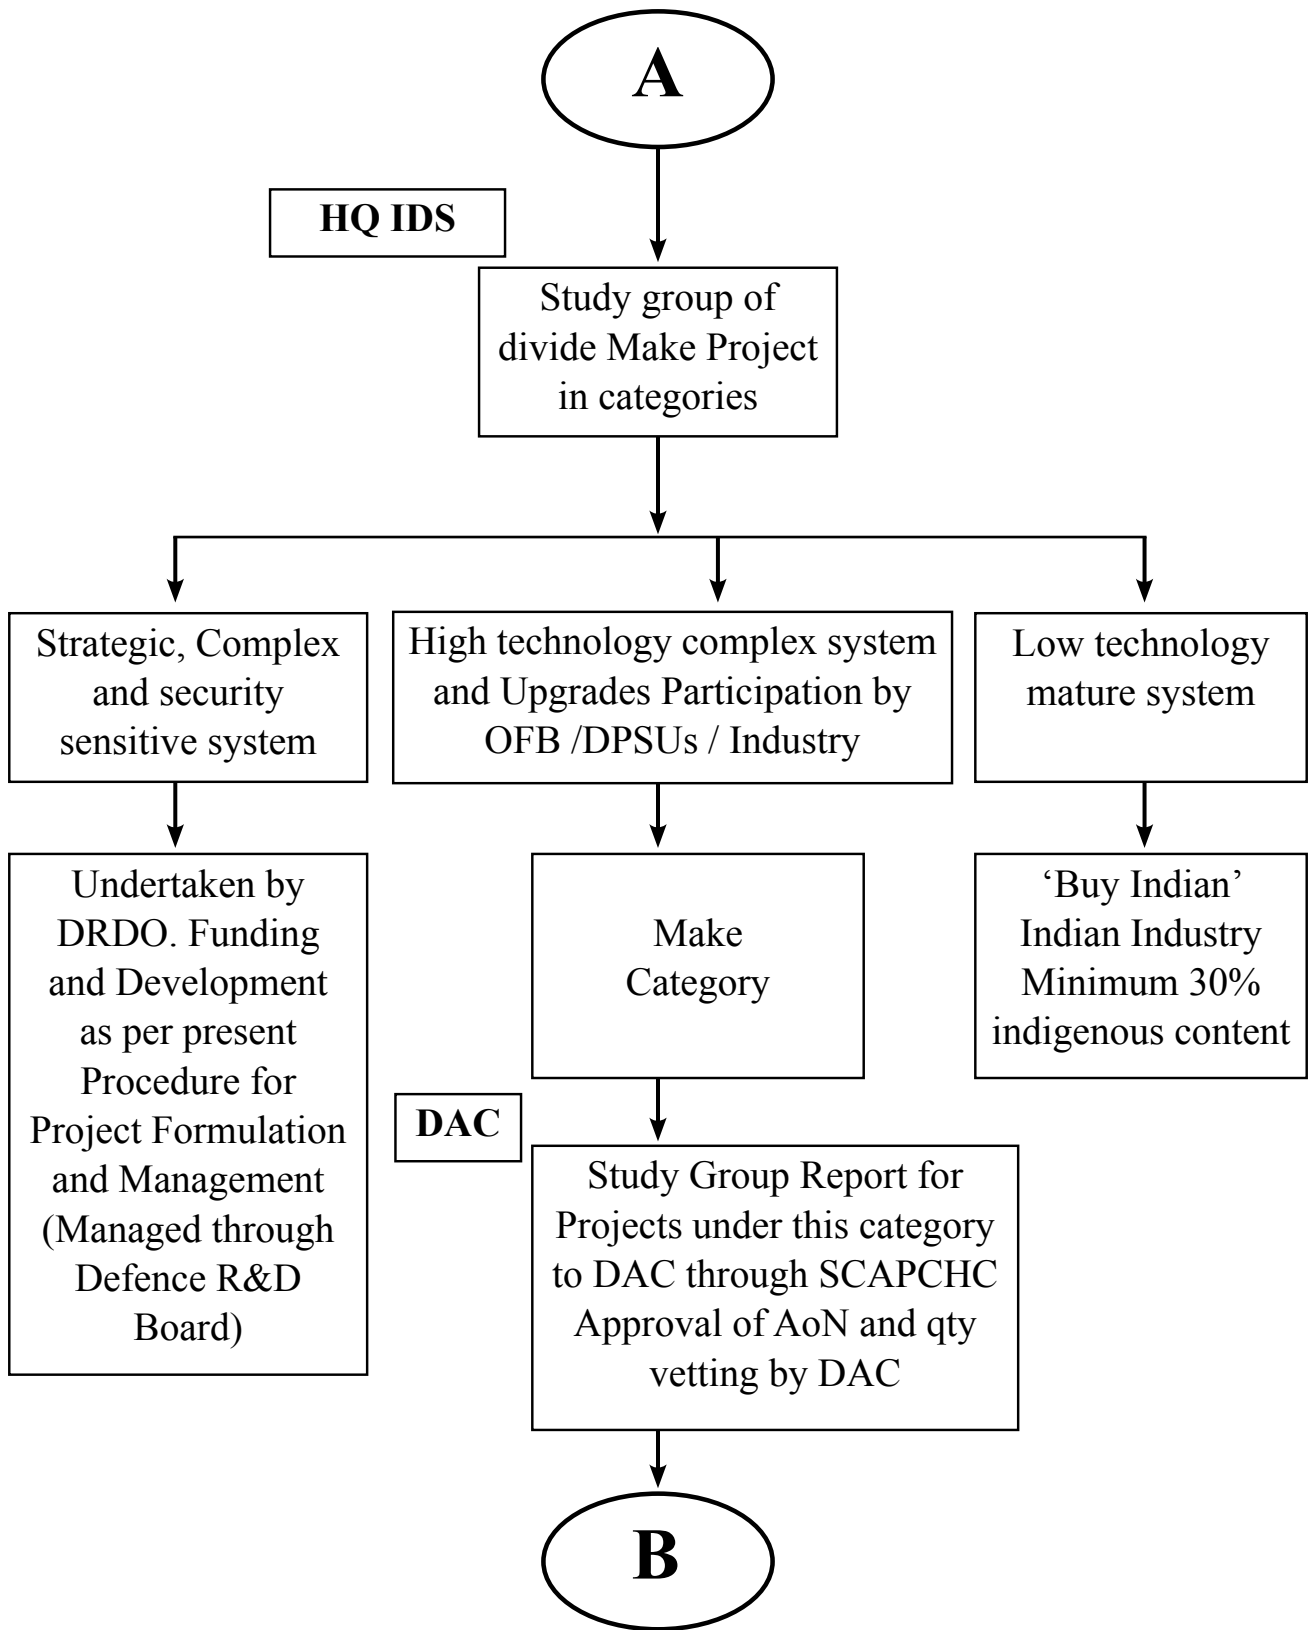 A
HQ IDS
Study group of
divide Make Project
in categories
Strategic, Complex
and security
sensitive system
High technology complex system
and Upgrades Participation by
OFB /DPSUs / Industry
Low technology
mature system
Undertaken by
DRDO. Funding
and Development
as per present
Procedure for
Project Formulation
and Management
(Managed through
Defence R&D
Board)
Make
Category
‘Buy Indian’
Indian Industry
Minimum 30%
indigenous content
DAC
Study Group Report for
Projects under this category
to DAC through SCAPCHC
Approval of AoN and qty
vetting by DAC
B